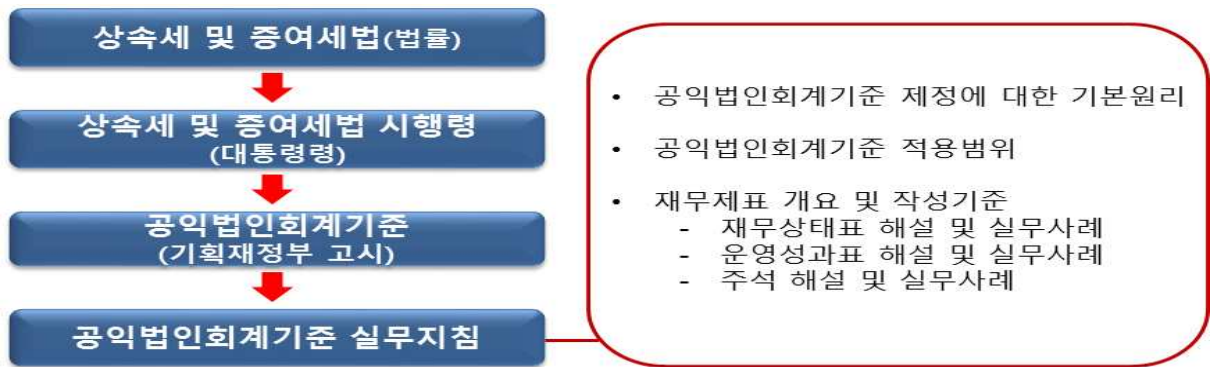 상속세 및 증여세법(법률)
상속세 및 증여세법 시행령
(대통령령)
공익법인회계기준
(기획재정부 고시)
공익법인회계기준 실무지침
• 공익법인회계기준 제정에 대한 기본원리
• 공익법인회계기준 적용범위
• 재무제표 개요 및 작성기준
- 재무상태표 해설 및 실무사례
- 운영성과표 해설 및 실무사례
- 주석 해설 및 실무사례